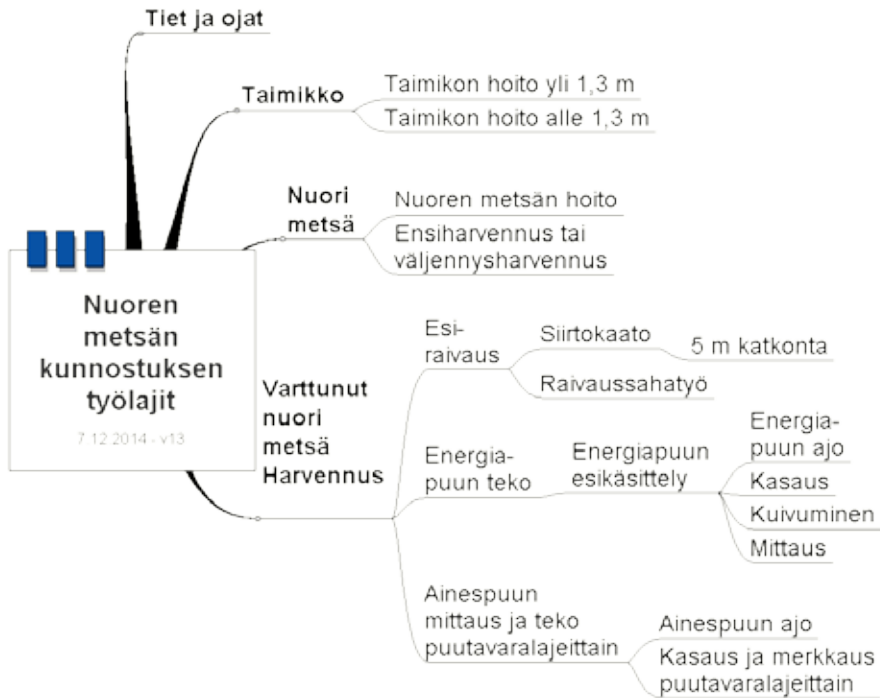 Tiet ja ojat
Taimikko
Taimikon hoito yli 1,3 m
Taimikon hoito alle 1,3 m
Nuori
metsä
Nuoren metsän hoito
Ensiharvennus tai
väljennysharvennus
Nuoren
metsän
kunnostuksen
työlajit
7 12 2014 - v13
Varttunut
nuori
metsä
Harvennus
Esi-
raivaus
Siirtokaato
5 m katkonta
Raivaussahatyö
Energia-
puun teko
Energiapuun
esikäsittely
Energia-
puun ajo
Kasaus
Kuivuminen
Mittaus
Ainespuun
mittaus ja teko
puutavaralajeittain
Ainespuun ajo
Kasaus ja merkkaus
puutavaralajeittain